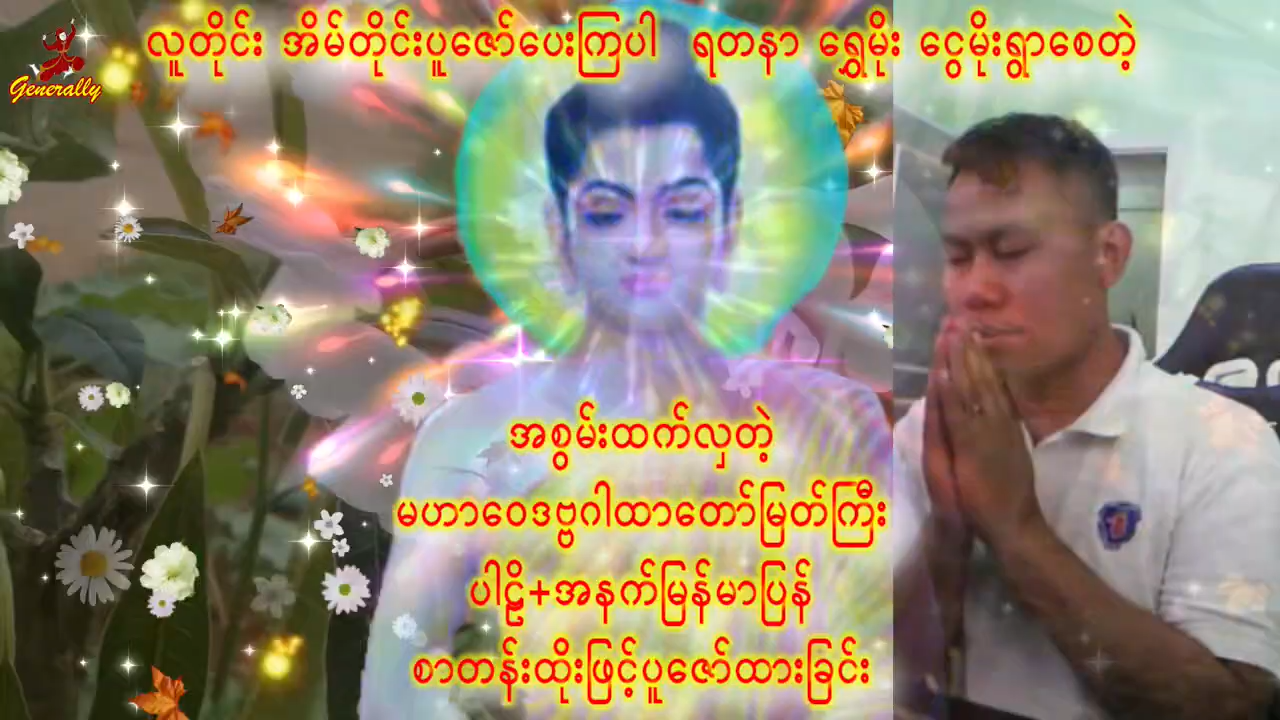 လူတိုင်း အိမ်တိုင်းပူဇော်ပေးကြပါ ရတနာ ရွှေမိုး ငွေမိုးရွာစေတဲ့
Generally
အစွမ်းထက်လှတဲ့
မဟာဝေဒဗ္ဗဂါထာတော်မြတ်ကြီး
ပါဠိ+အနက်မြန်မာပြန်
စာတန်းထိုးဖြင့်ပူဇော်ထားခြင်း